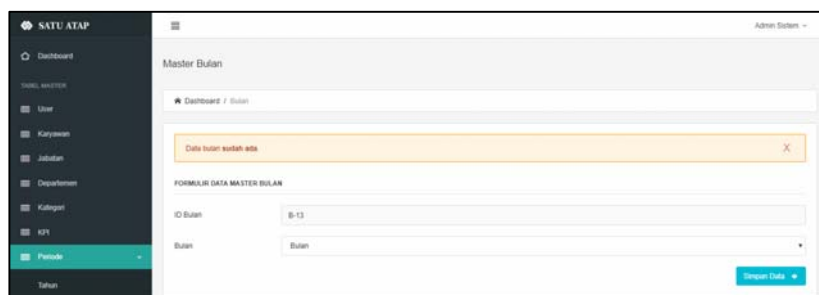 SATU ATAP
Admin Sistem
Dashboard
Master Bulan
TABEL MASTER
Dashboard / Bulan
User
Karyawan
Data bulan sudah ada X
Jabatan
Departemen
FORMULIR DATA MASTER BULAN
Kategori
ID Bulan B-13
KPI
Bulan Bulan
Periode
Simpan Data
Tahun